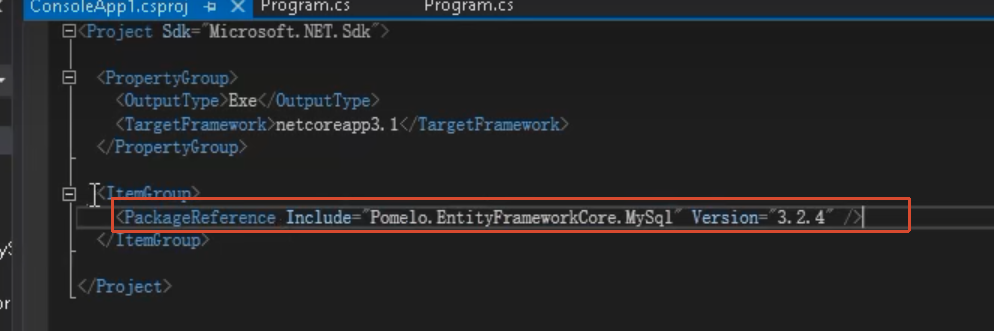 ConsoleApp1.csproj Program.cs Program.cs
<Project Sdk="Microsoft.NET.Sdk">
<PropertyGroup>
<OutputType>Exe</OutputType>
<TargetFramework>netcoreapp3.1</TargetFramework>
</PropertyGroup>
<ItemGroup>
<PackageReference Include="Pomelo.EntityFrameworkCore.MySql" Version="3.2.4" />
</ItemGroup>
</Project>